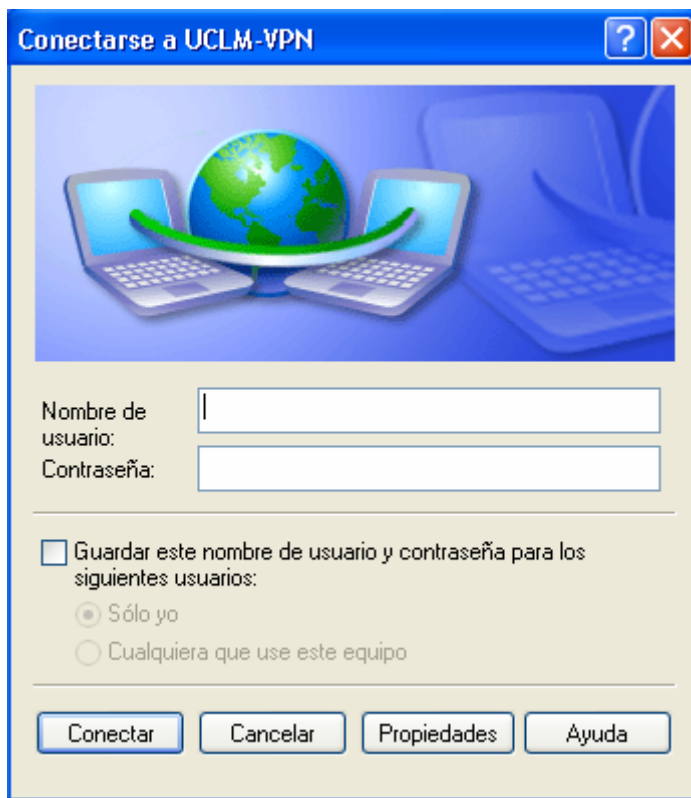 Conectarse a UCLM-VPN
Nombre de
usuario:
Contraseña:
Guardar este nombre de usuario y contraseña para los
siguientes usuarios:
Sólo yo
Cualquiera que use este equipo
Conectar Cancelar Propiedades Ayuda